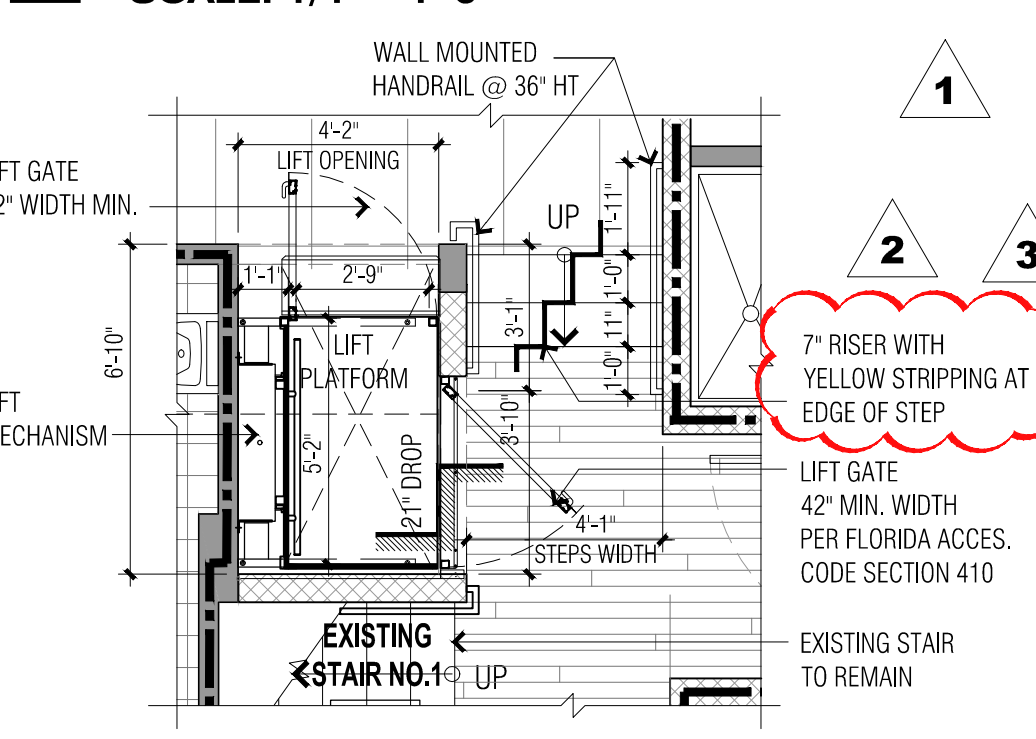 WALL MOUNTED
HANDRAIL @ 36" HT
1
4'-2"
LIFT OPENING
FT GATE
2" WIDTH MIN.
UP
1'-11"
2
3
1'-1"
2'-9"
1'-0"
3'-1"
11"
1'-0"
6'-10"
LIFT
PLATFORM
7" RISER WITH
YELLOW STRIPPING AT
EDGE OF STEP
FT
ECHANISM
3'-10"
5'-2"
21" DROP
LIFT GATE
42" MIN. WIDTH
PER FLORIDA ACCES.
CODE SECTION 410
4'-1"
STEPS WIDTH
EXISTING
STAIR NO.1
UP
EXISTING STAIR
TO REMAIN